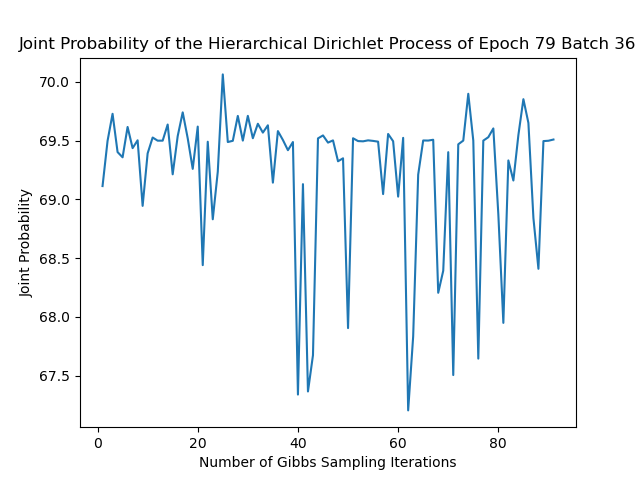 Joint Probability of the Hierarchical Dirichlet Process of Epoch 79 Batch 36
70.0
69.5
69.0
68.5
68.0
67.5
Joint Probability
0 20 40 60 80
Number of Gibbs Sampling Iterations